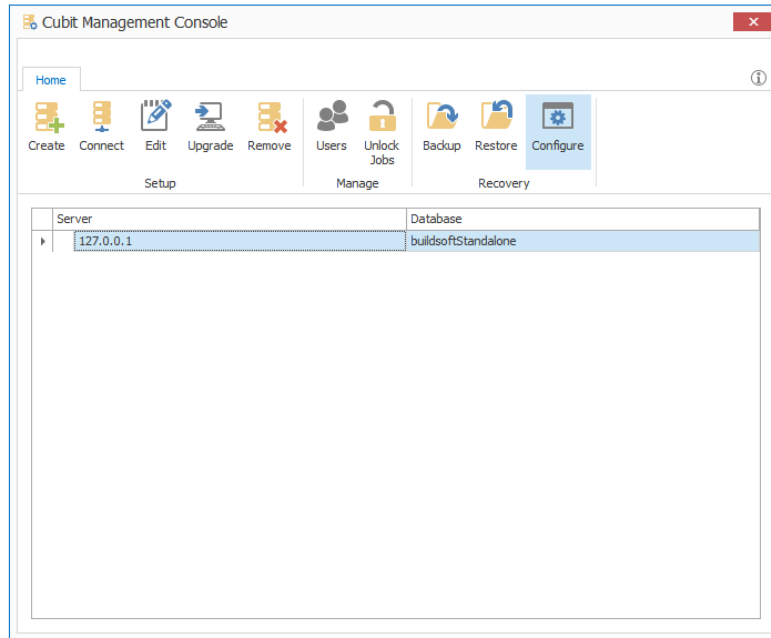 Cubit Management Console
Home
Create Connect Edit Upgrade Remove Users Unlock Jobs Backup Restore Configure
Setup Manage Recovery
Server Database
127.0.0.1 buildsoftStandalone